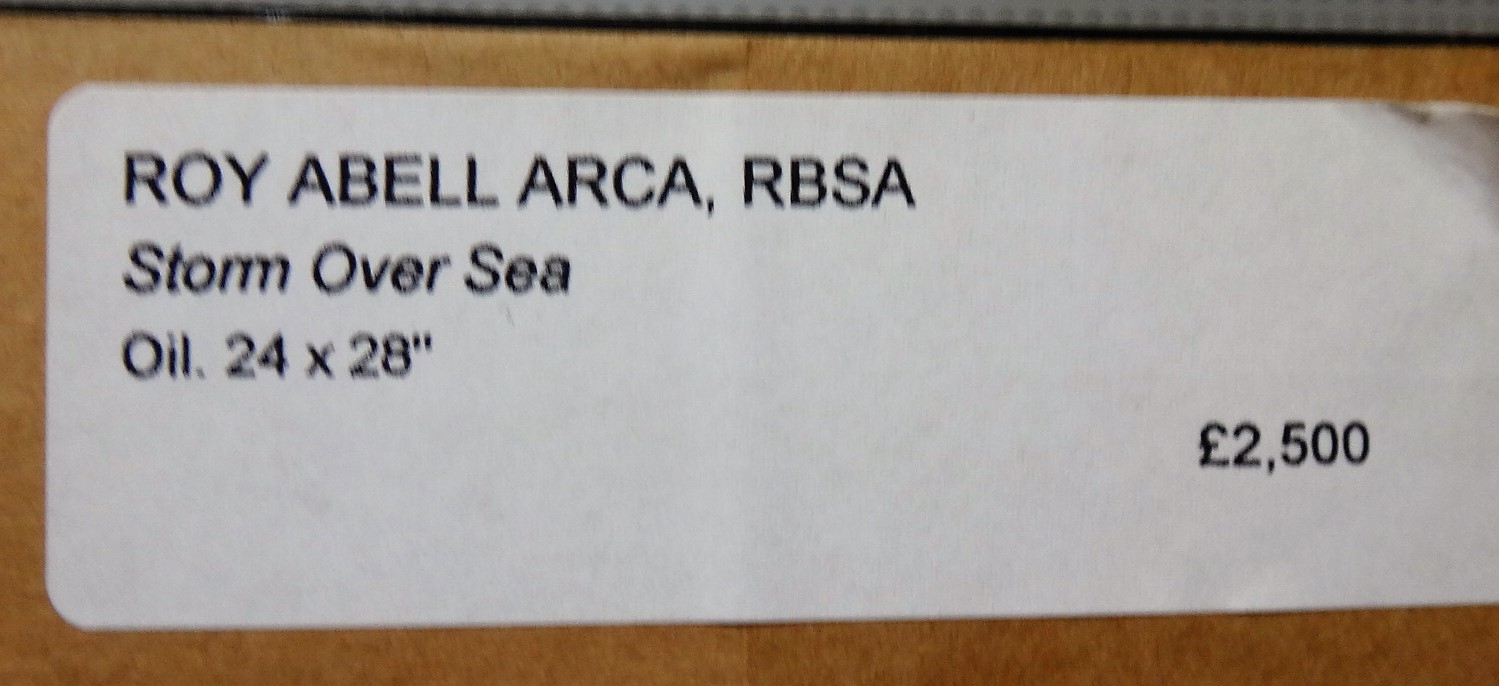 ROY ABELL ARCA, RBSA
Storm Over Sea
Oil. 24 x 28"
£2,500